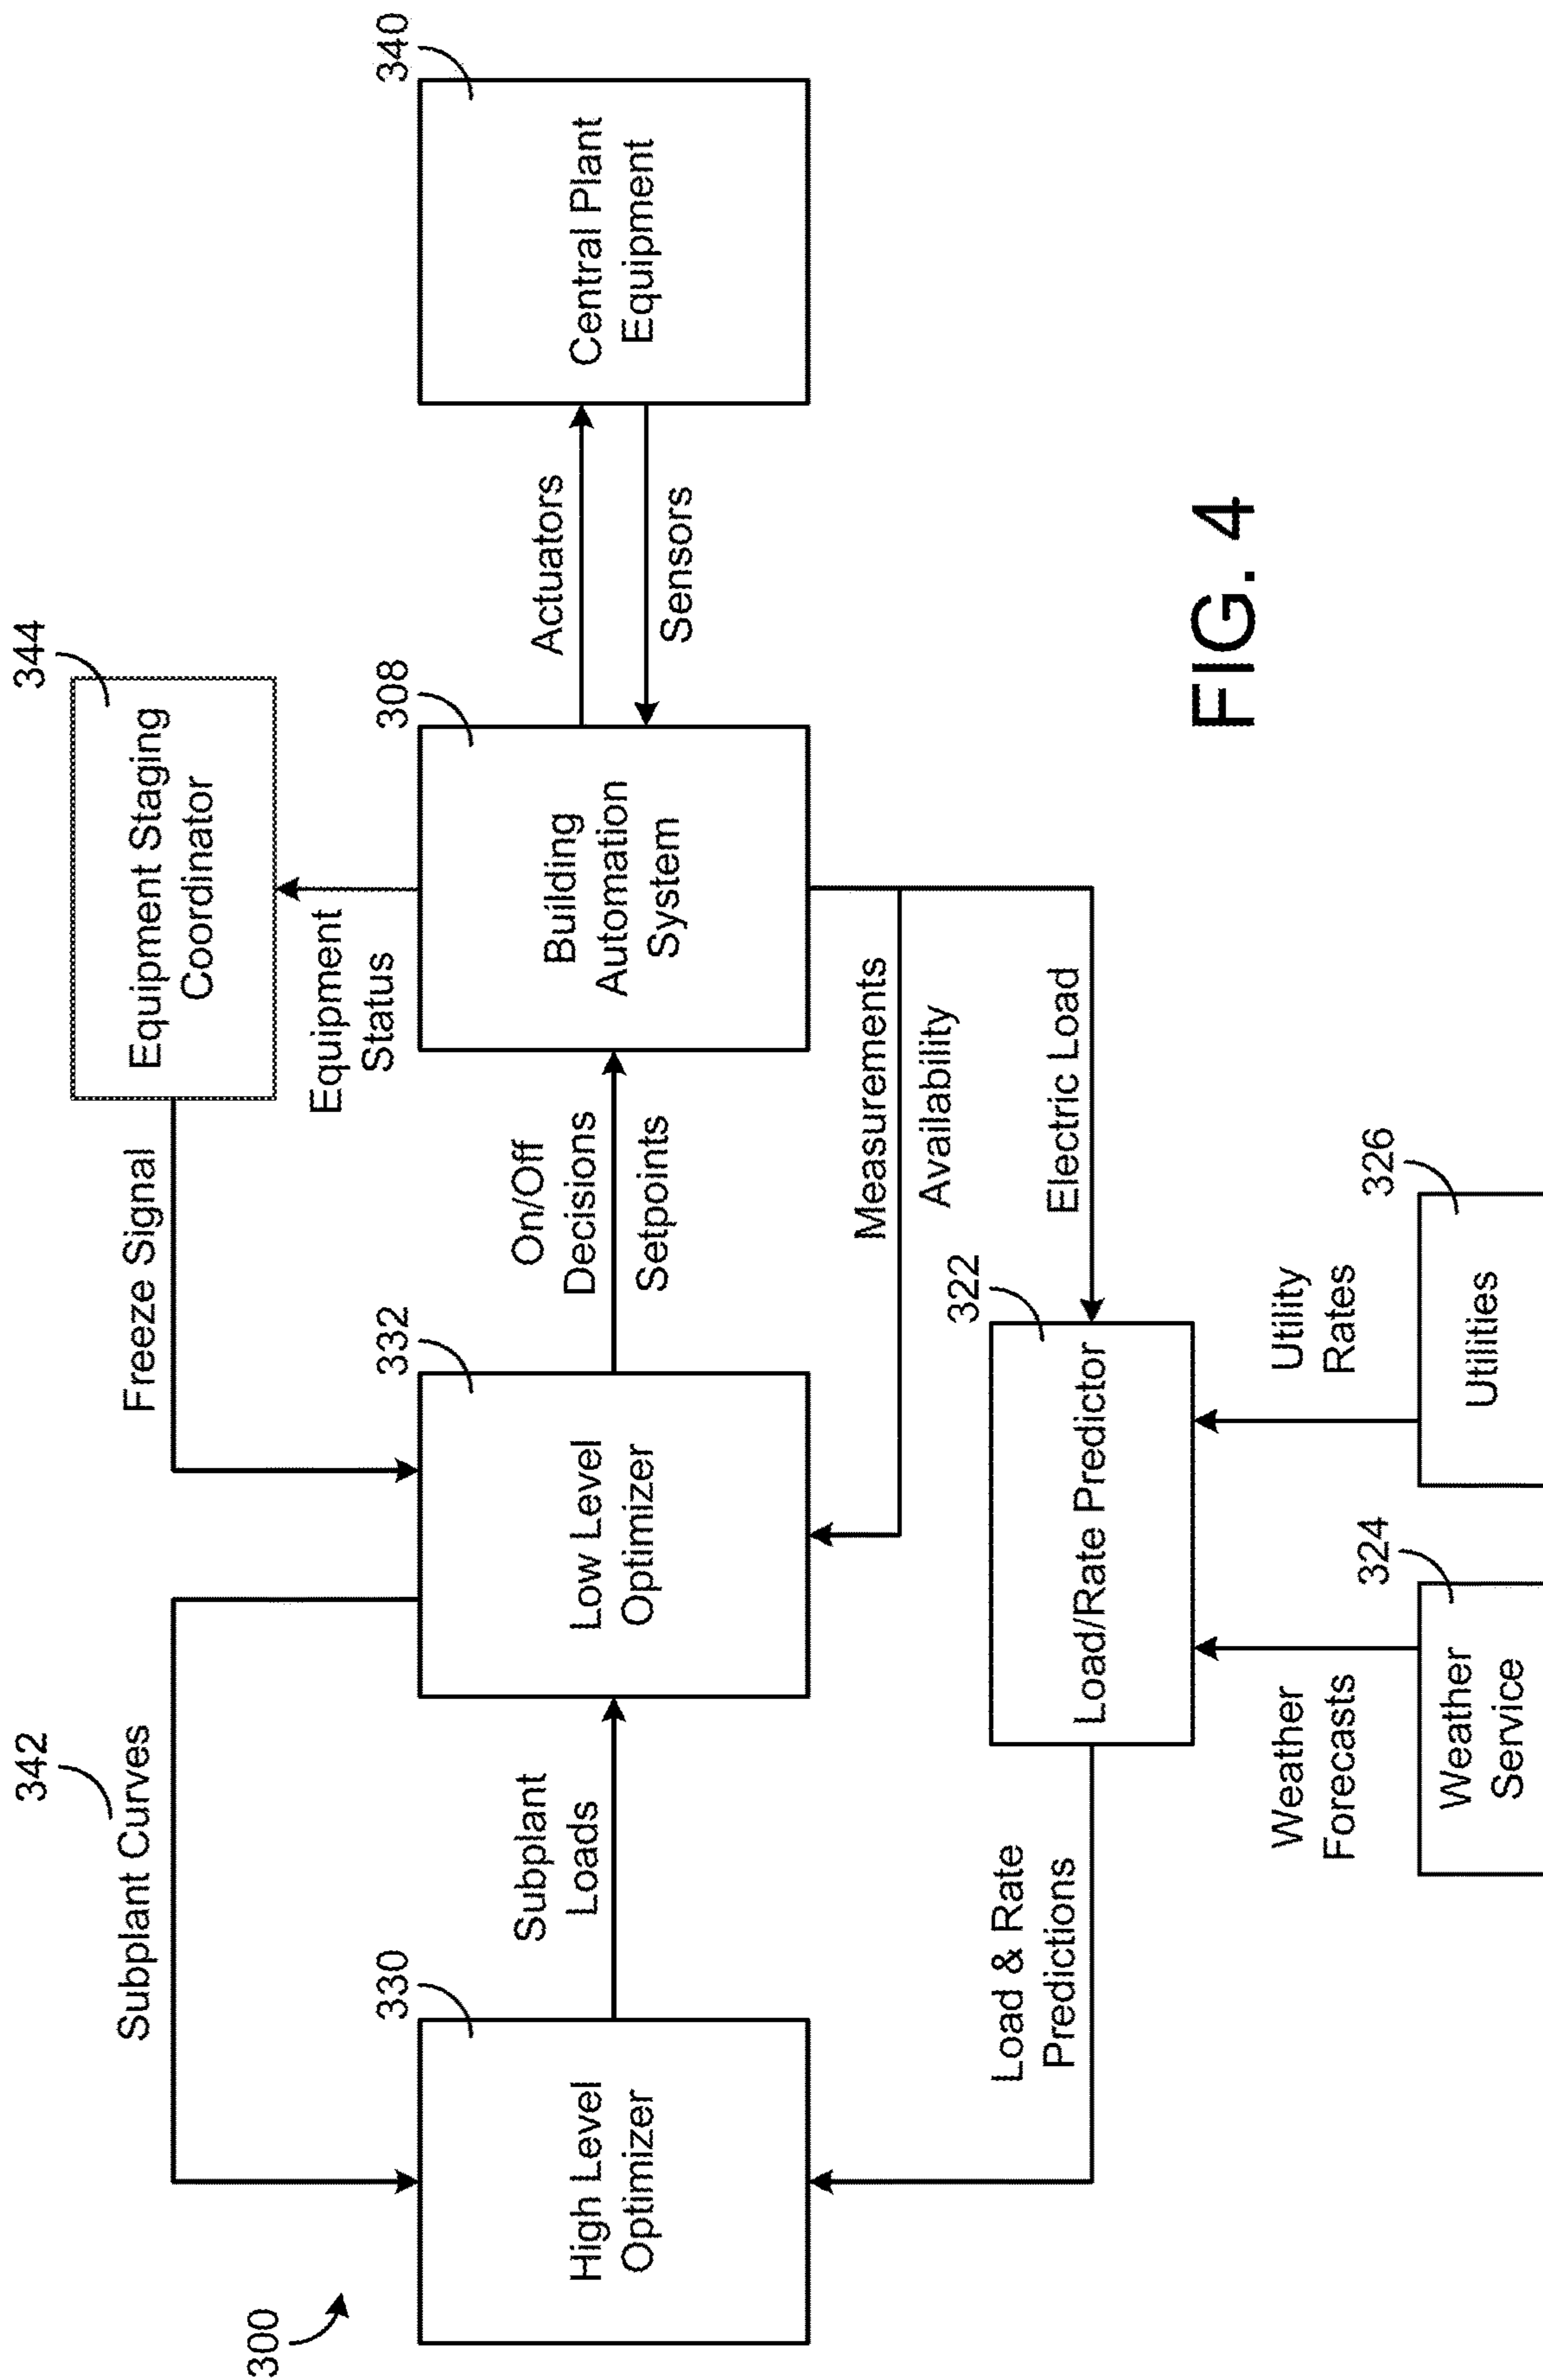 300
342
Subplant Curves
Freeze Signal
344
Equipment Staging
Coordinator
Equipment
Status
330
High Level
Optimizer
Subplant
Loads
332
Low Level
Optimizer
On/Off
Decisions
Setpoints
308
Building
Automation
System
Actuators
Sensors
340
Central Plant
Equipment
Measurements
Availability
Electric Load
Load & Rate
Predictions
322
Load/Rate Predictor
Weather
Forecasts
Utility
Rates
324
Weather
Service
326
Utilities
FIG. 4